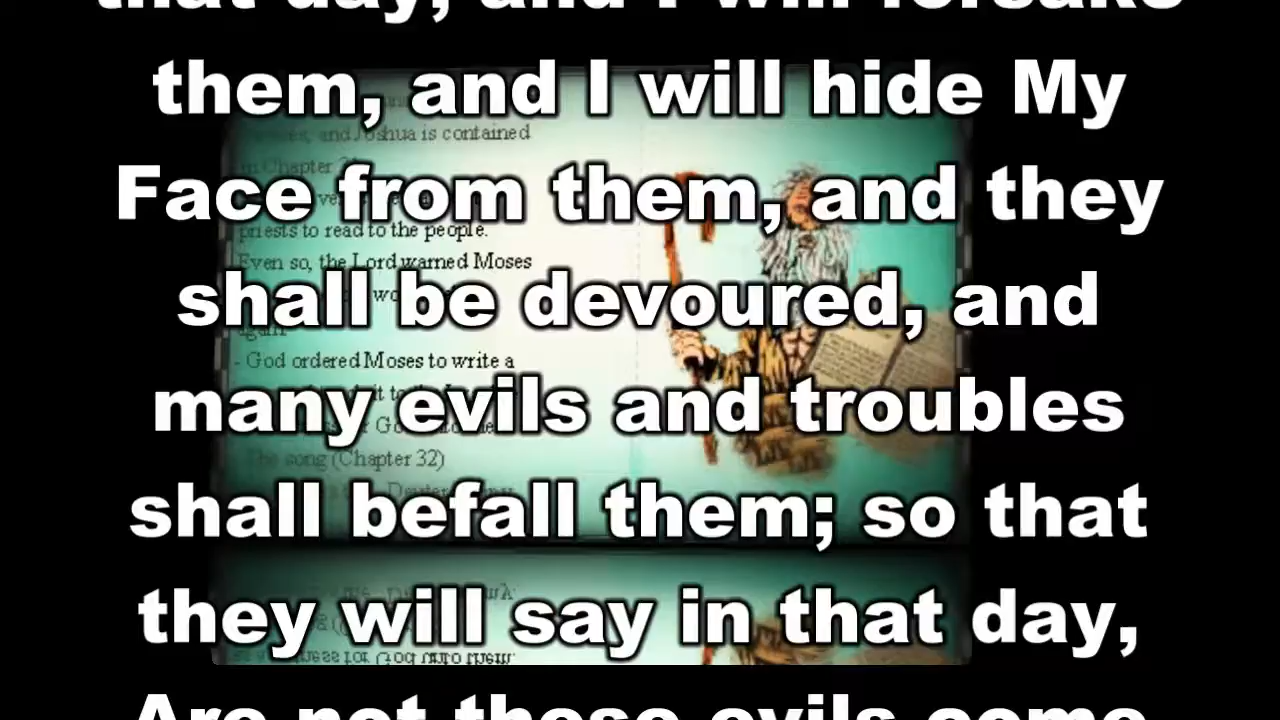 that day, and I will forsake
them, and I will hide My
Face from them, and they
shall be devoured, and
many evils and troubles
shall befall them; so that
they will say in that day,
Are not these evils come
and Joshua is contained
Chapter
priests to read to the people.
Even so, the Lord warned Moses
again
- God ordered Moses to write a
The song (Chapter 32)